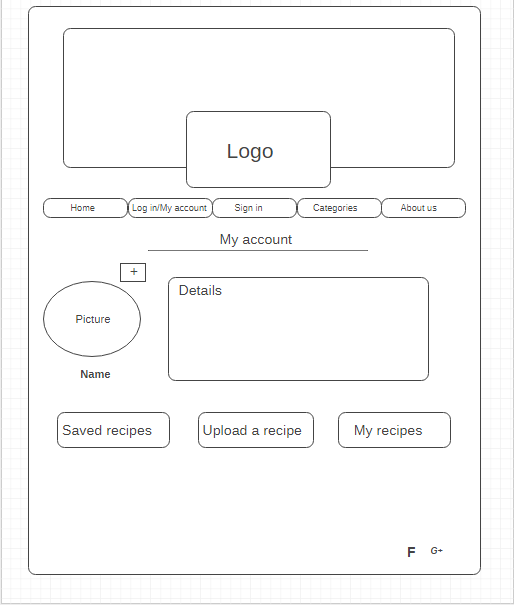 Logo
Home
Log in/My account
Sign in
Categories
About us
My account
+
Picture
Details
Name
Saved recipes
Upload a recipe
My recipes
F
G+